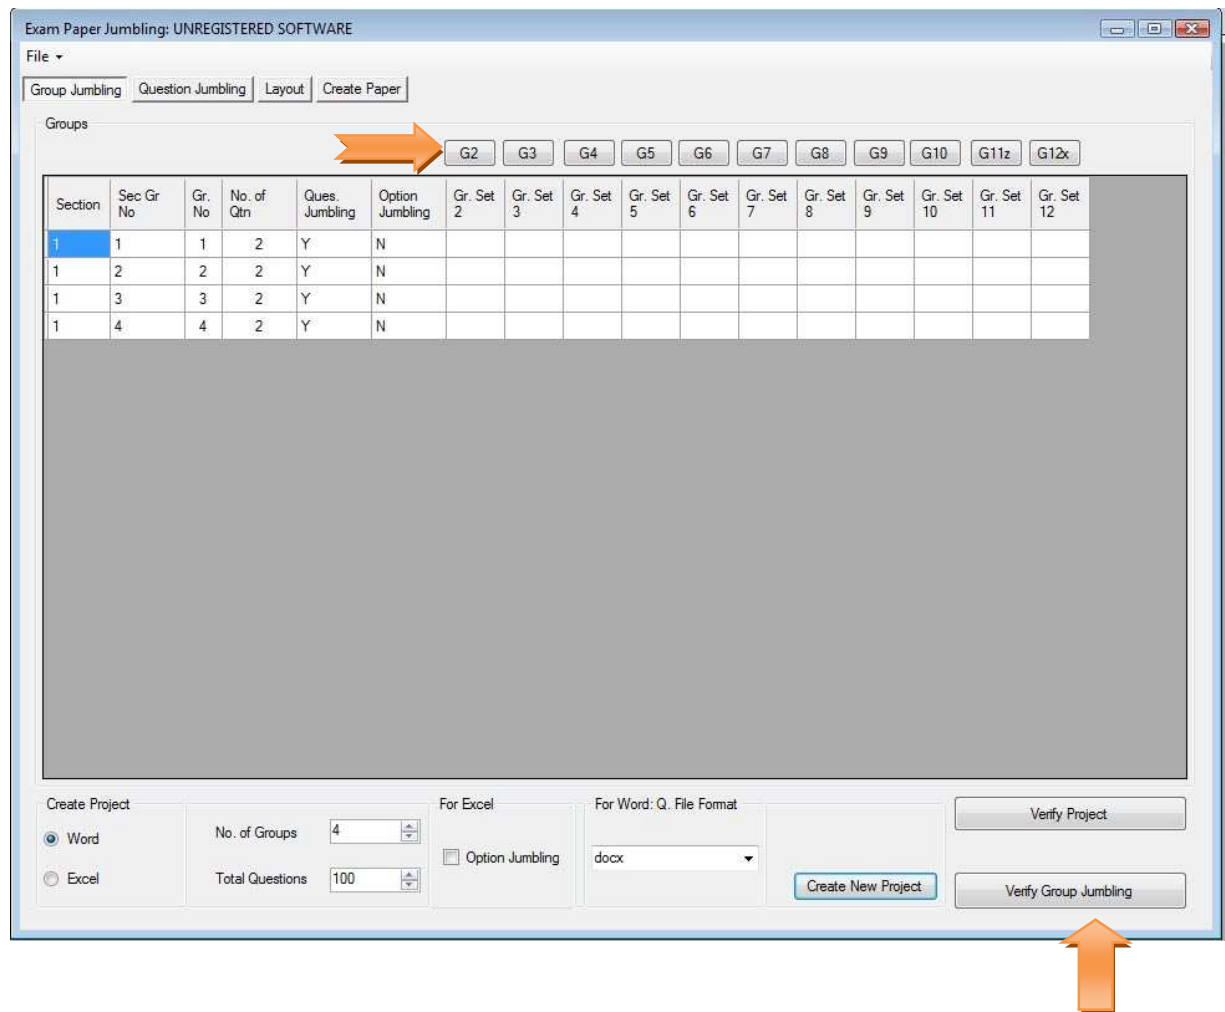 Exam Paper Jumbling: UNREGISTERED SOFTWARE
File
Group Jumbling Question Jumbling Layout Create Paper
Groups
G2 G3 G4 G5 G6 G7 G8 G9 G10 G11z G12x
Section Sec Gr No Gr. No No. of Qtn Ques. Jumbling Option Jumbling Gr. Set 2 Gr. Set 3 Gr. Set 4 Gr. Set 5 Gr. Set 6 Gr. Set 7 Gr. Set 8 Gr. Set 9 Gr. Set 10 Gr. Set 11 Gr. Set 12
1 1 1 2 Y N
1 2 2 2 Y N
1 3 3 2 Y N
1 4 4 2 Y N
Create Project
Word
Excel
No. of Groups 4
Total Questions 100
For Excel
Option Jumbling
For Word: Q. File Format
docx
Create New Project
Verify Project
Verify Group Jumbling